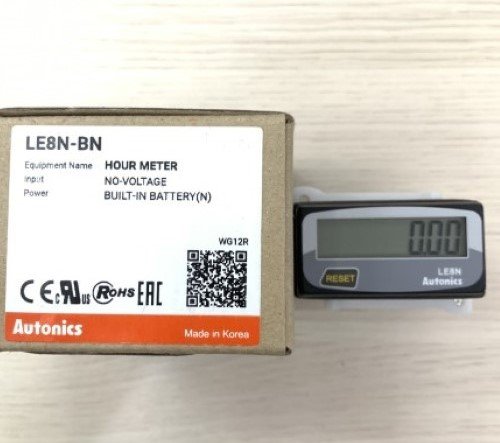 LE8N-BN
Equipment Name HOUR METER
Input NO-VOLTAGE
Power BUILT-IN BATTERY(N)
WG12R
CE c UL us RoHS EAC
Autonics Made in Korea
0.00
RESET
LE8N
Autonics